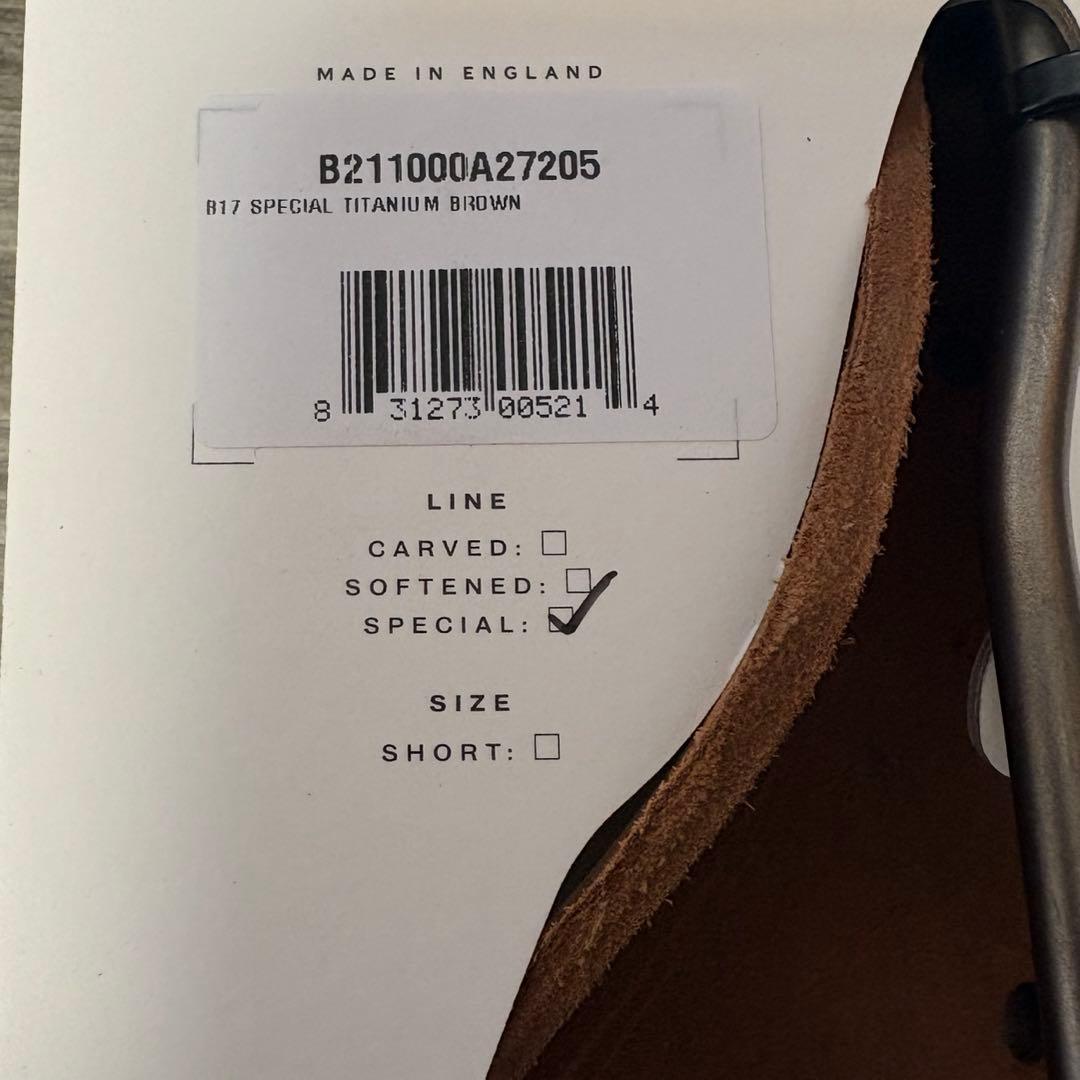 MADE IN ENGLAND
B211000A27205
B17 SPECIAL TITANIUM BROWN
8 31273 00521 4
LINE
CARVED:
SOFTENED:
SPECIAL:
SIZE
SHORT: